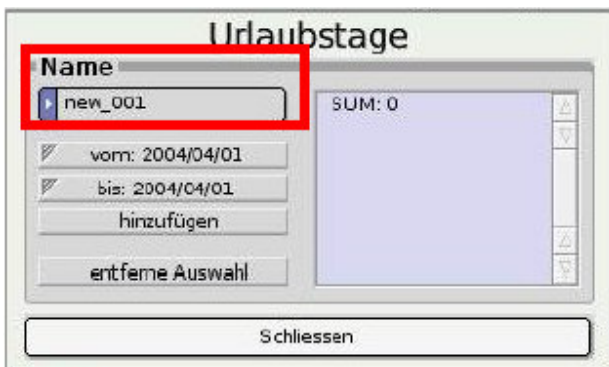 Urlaubstage
Name
new_001
SUM: 0
vom: 2004/04/01
bis: 2004/04/01
hinzufügen
entferne Auswahl
Schliessen